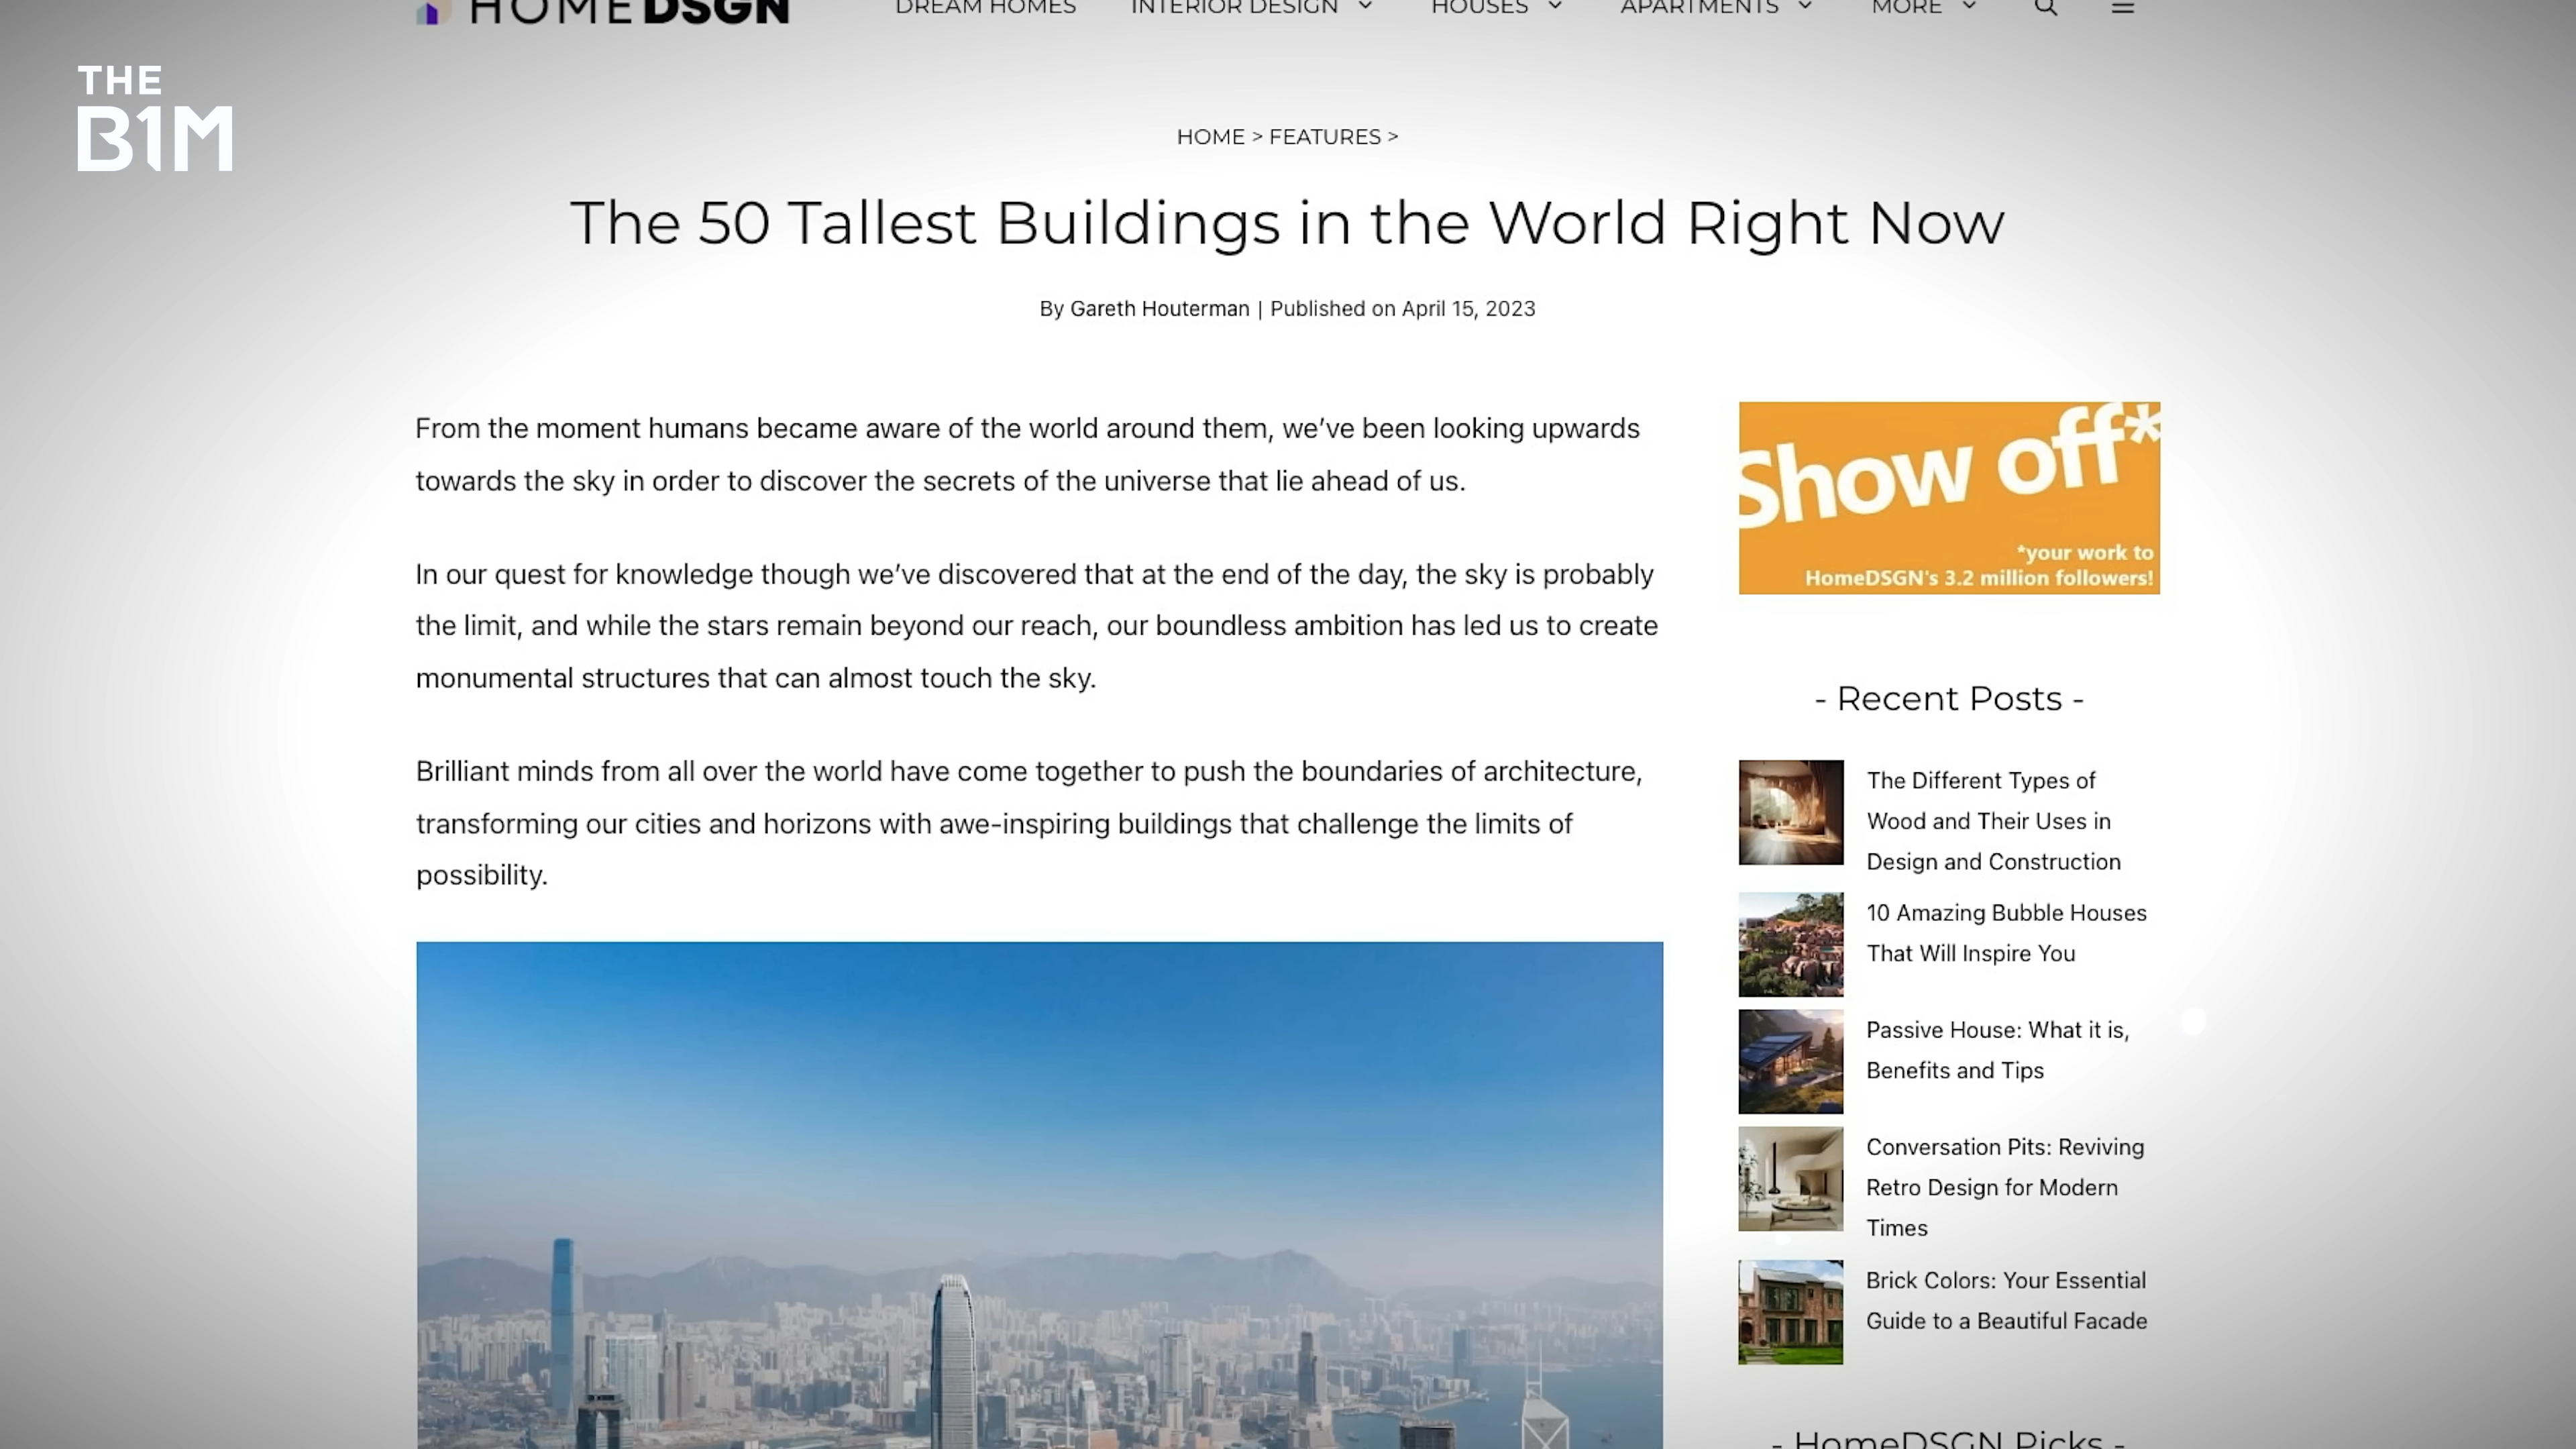 HOMEDSGN
DREAM HOMES
INTERIOR DESIGN
HOUSES
APARTMENTS
MORE
THE
B1M
HOME > FEATURES >
The 50 Tallest Buildings in the World Right Now
By Gareth Houterman | Published on April 15, 2023
From the moment humans became aware of the world around them, we’ve been looking upwards
towards the sky in order to discover the secrets of the universe that lie ahead of us.
In our quest for knowledge though we’ve discovered that at the end of the day, the sky is probably
the limit, and while the stars remain beyond our reach, our boundless ambition has led us to create
monumental structures that can almost touch the sky.
Brilliant minds from all over the world have come together to push the boundaries of architecture,
transforming our cities and horizons with awe-inspiring buildings that challenge the limits of
possibility.
Show off*
*your work to
HomeDSGN's 3.2 million followers!
- Recent Posts -
The Different Types of
Wood and Their Uses in
Design and Construction
10 Amazing Bubble Houses
That Will Inspire You
Passive House: What it is,
Benefits and Tips
Conversation Pits: Reviving
Retro Design for Modern
Times
Brick Colors: Your Essential
Guide to a Beautiful Facade
- HomeDSGN Picks -